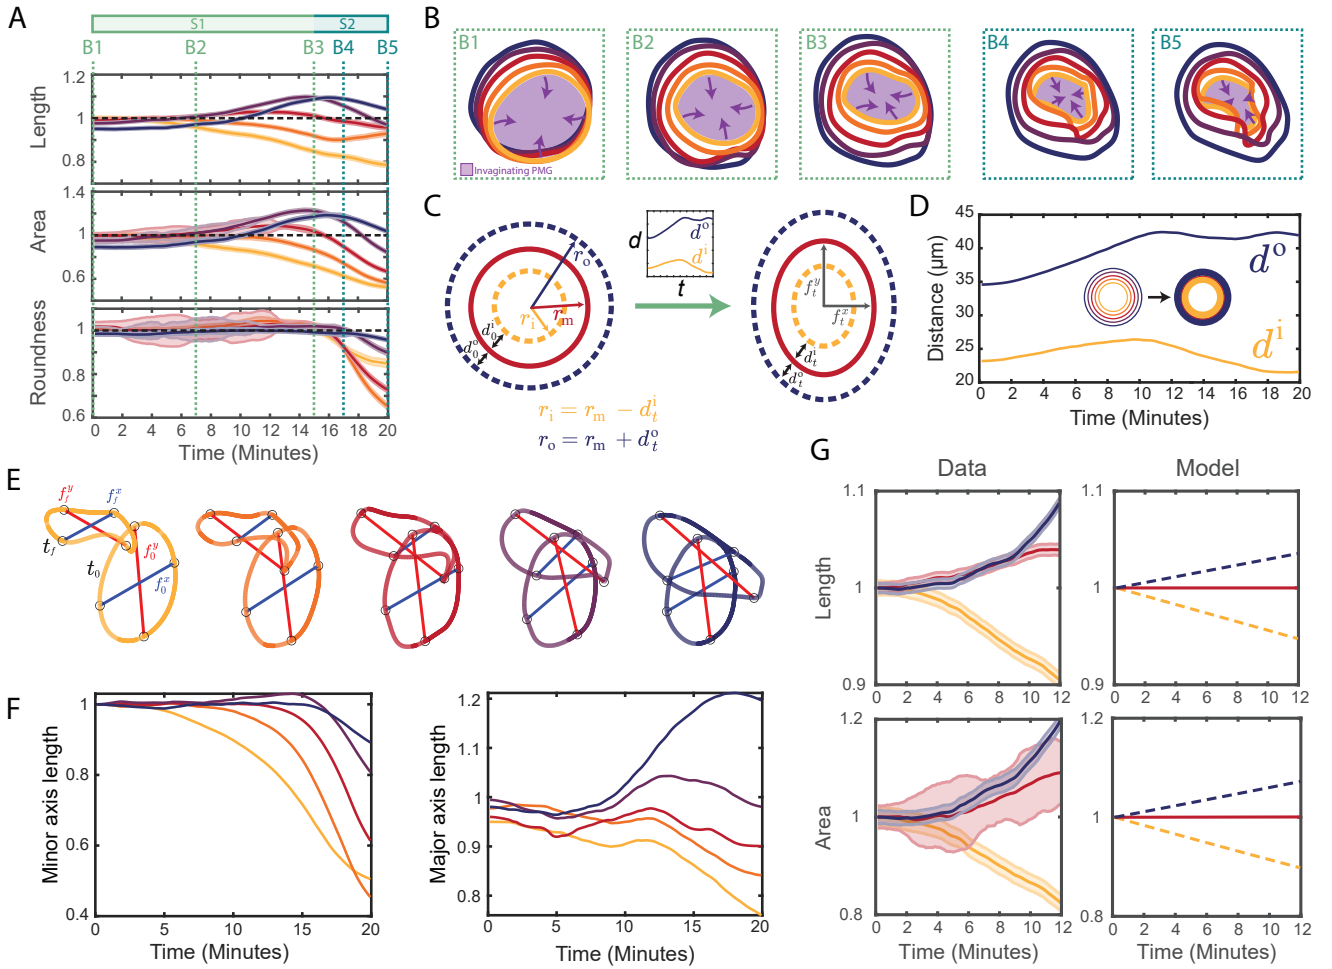 A
S1
S2
B1
B2
B3
B4
B5
Length
1.2
1
0.8
Area
1.4
1
0.6
Roundness
1
0.6
0 2 4 6 8 10 12 14 16 18 20
Time (Minutes)
B
B1
B2
B3
B4
B5
Invaginating PMG
C
r_o
r_i
r_m
d_0^i
d_0^o
d
d^o
d^i
t
f_t^y
f_t^x
d_t^i
d_t^o
r_i = r_m − d_t^i
r_o = r_m + d_t^o
D
Distance (μm)
45
40
35
30
25
20
d^o
d^i
0 2 4 6 8 10 12 14 16 18 20
Time (Minutes)
E
f_f^y
f_f^x
t_f
t_0
f_0^y
f_0^x
F
Minor axis length
1
0.8
0.6
0.4
0 5 10 15 20
Time (Minutes)
Major axis length
1.2
1.1
1
0.9
0.8
0 5 10 15 20
Time (Minutes)
G
Data
Model
Length
1.1
1
0.9
0 2 4 6 8 10 12
1.1
1
0.9
0 2 4 6 8 10 12
Area
1.2
1
0.8
0 2 4 6 8 10 12
Time (Minutes)
1.2
1
0.8
0 2 4 6 8 10 12
Time (Minutes)